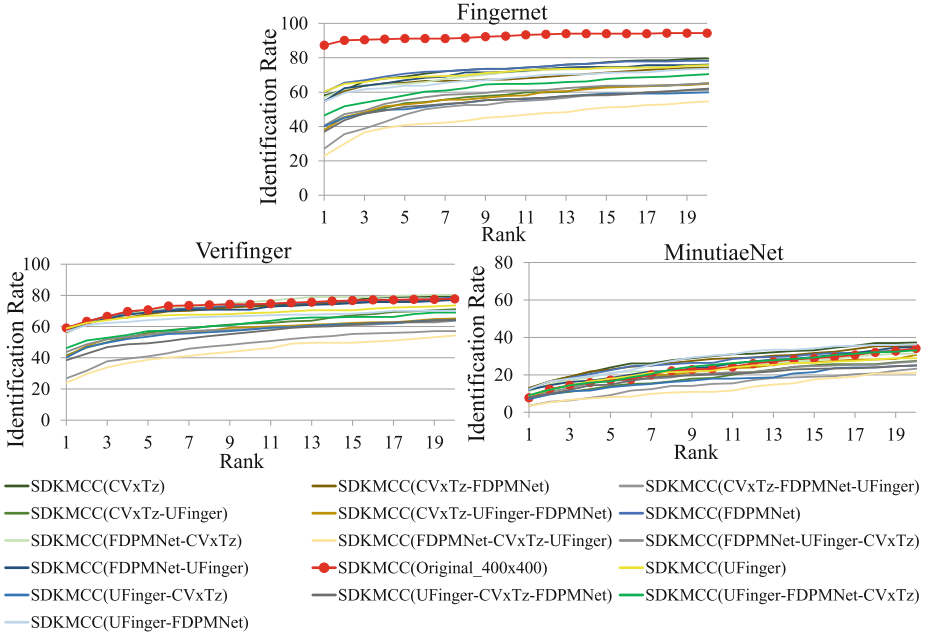 Fingernet
Identification Rate
100
80
60
40
20
0
1 3 5 7 9 11 13 15 17 19
Rank
Verifinger
Identification Rate
100
80
60
40
20
0
1 3 5 7 9 11 13 15 17 19
Rank
MinutiaeNet
Identification Rate
80
60
40
20
0
1 3 5 7 9 11 13 15 17 19
Rank
SDKMCC(CVxTz) SDKMCC(CVxTz-FDPMNet) SDKMCC(CVxTz-FDPMNet-UFinger)
SDKMCC(CVxTz-UFinger) SDKMCC(CVxTz-UFinger-FDPMNet) SDKMCC(FDPMNet)
SDKMCC(FDPMNet-CVxTz) SDKMCC(FDPMNet-CVxTz-UFinger) SDKMCC(FDPMNet-UFinger-CVxTz)
SDKMCC(FDPMNet-UFinger) SDKMCC(Original_400x400) SDKMCC(UFinger)
SDKMCC(UFinger-CVxTz) SDKMCC(UFinger-CVxTz-FDPMNet) SDKMCC(UFinger-FDPMNet-CVxTz)
SDKMCC(UFinger-FDPMNet)